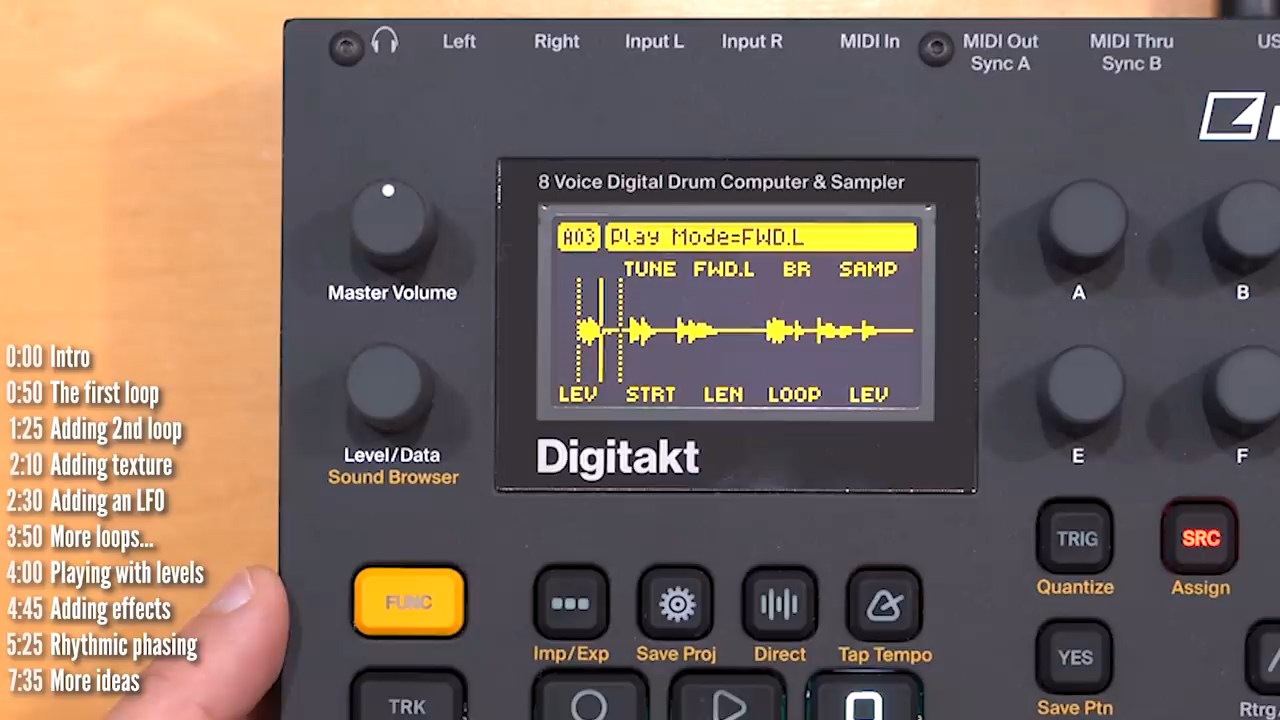 Left Right Input L Input R MIDI In MIDI Out MIDI Thru
Sync A Sync B
8 Voice Digital Drum Computer & Sampler
A03 Play Mode=FWD.L
TUNE FWD.L BR SAMP
LEV STRT LEN LOOP LEV
Digitakt
Master Volume
A B
Level/Data
Sound Browser
E F
0:00 Intro
0:50 The first loop
1:25 Adding 2nd loop
2:10 Adding texture
2:30 Adding an LFO
3:50 More loops...
4:00 Playing with levels
4:45 Adding effects
5:25 Rhythmic phasing
7:35 More ideas
TRIG SRC
Quantize Assign
FUNC
Imp/Exp Save Proj Direct Tap Tempo
YES
TRK
Save Ptn